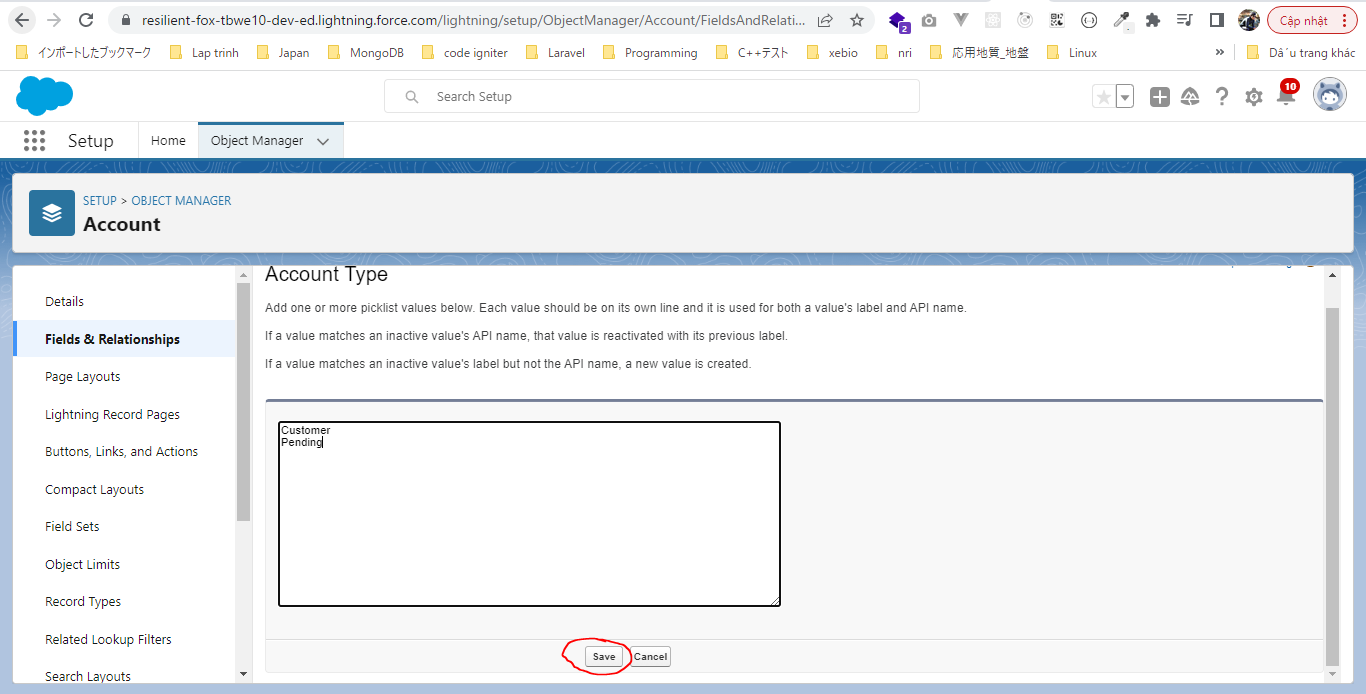 resilient-fox-tbwe10-dev-ed.lightning.force.com/lightning/setup/ObjectManager/Account/FieldsAndRelati...
2
Cập nhật
インポートしたブックマーク
Lap trinh
Japan
MongoDB
code igniter
Laravel
Programming
C++テスト
xebio
nri
応用地質_地盤
Linux
»
Dấu trang khác
Search Setup
10
Setup
Home
Object Manager
SETUP > OBJECT MANAGER
Account
Details
Fields & Relationships
Page Layouts
Lightning Record Pages
Buttons, Links, and Actions
Compact Layouts
Field Sets
Object Limits
Record Types
Related Lookup Filters
Search Layouts
Account Type
Add one or more picklist values below. Each value should be on its own line and it is used for both a value's label and API name.
If a value matches an inactive value's API name, that value is reactivated with its previous label.
If a value matches an inactive value's label but not the API name, a new value is created.
Customer
Pending
Save
Cancel